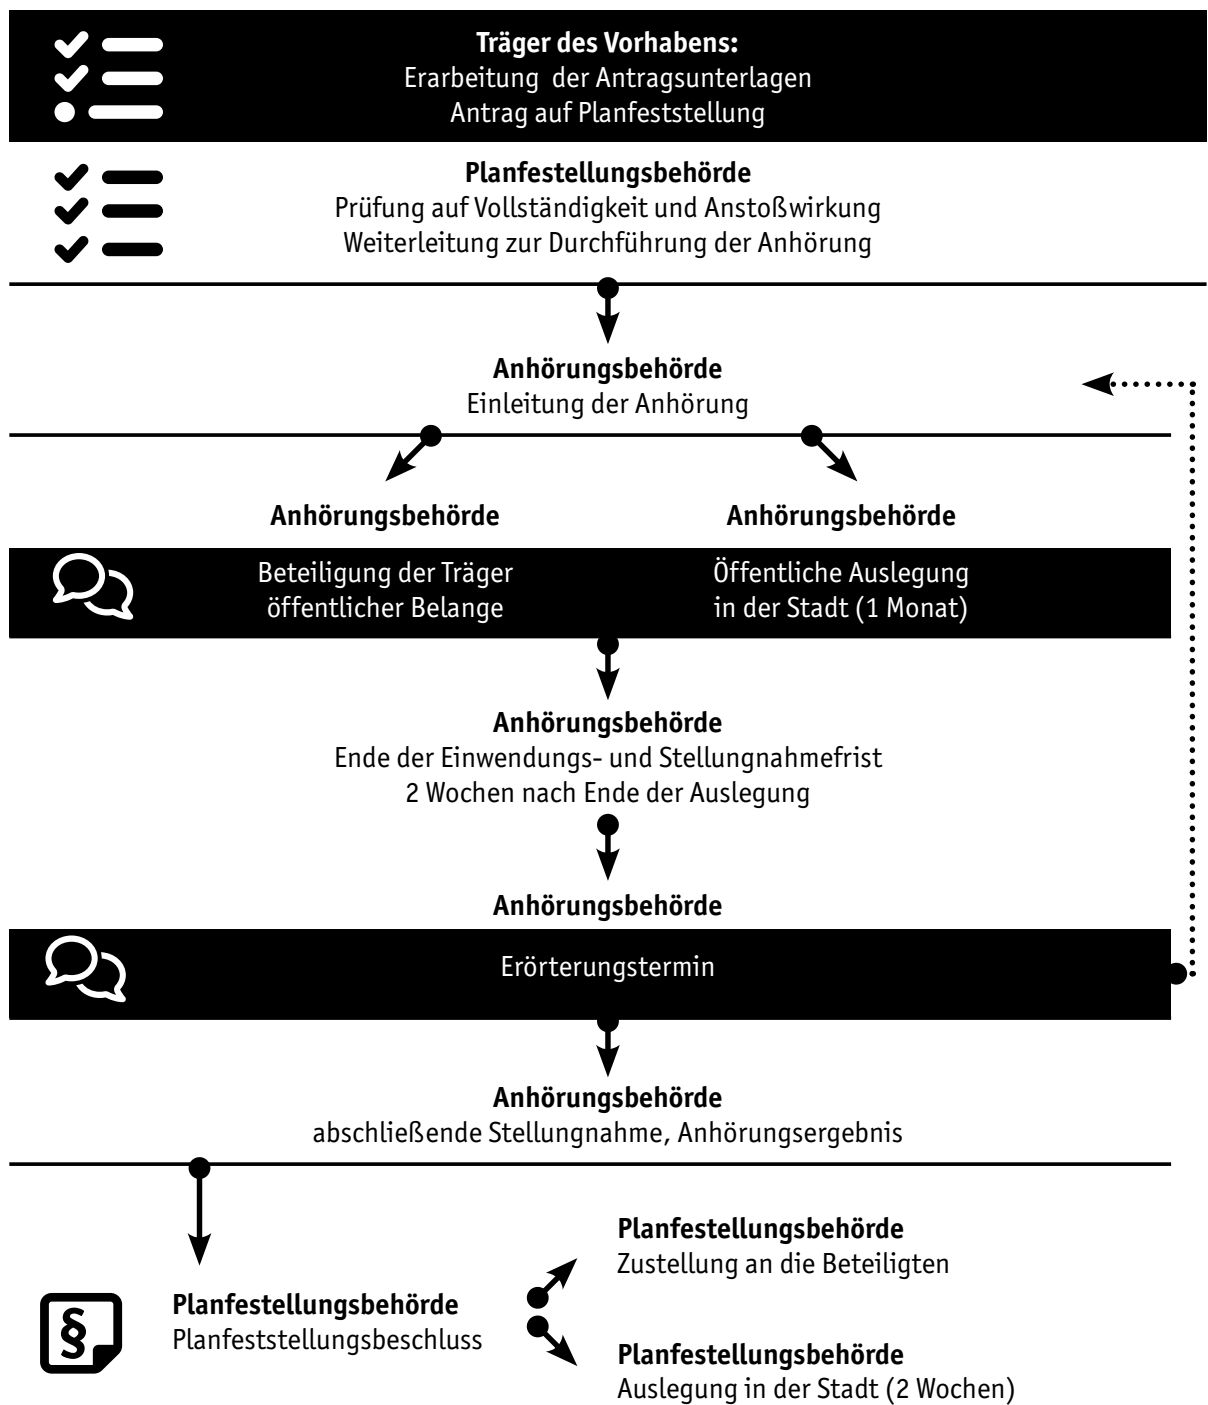 Träger des Vorhabens:
Erarbeitung der Antragsunterlagen
Antrag auf Planfeststellung
Planfestellungsbehörde
Prüfung auf Vollständigkeit und Anstoßwirkung
Weiterleitung zur Durchführung der Anhörung
Anhörungsbehörde
Einleitung der Anhörung
Anhörungsbehörde
Beteiligung der Träger
öffentlicher Belange
Anhörungsbehörde
Öffentliche Auslegung
in der Stadt (1 Monat)
Anhörungsbehörde
Ende der Einwendungs- und Stellungnahmefrist
2 Wochen nach Ende der Auslegung
Anhörungsbehörde
Erörterungstermin
Anhörungsbehörde
abschließende Stellungnahme, Anhörungsergebnis
§
Planfestellungsbehörde
Planfeststellungsbeschluss
Planfestellungsbehörde
Zustellung an die Beteiligten
Planfestellungsbehörde
Auslegung in der Stadt (2 Wochen)